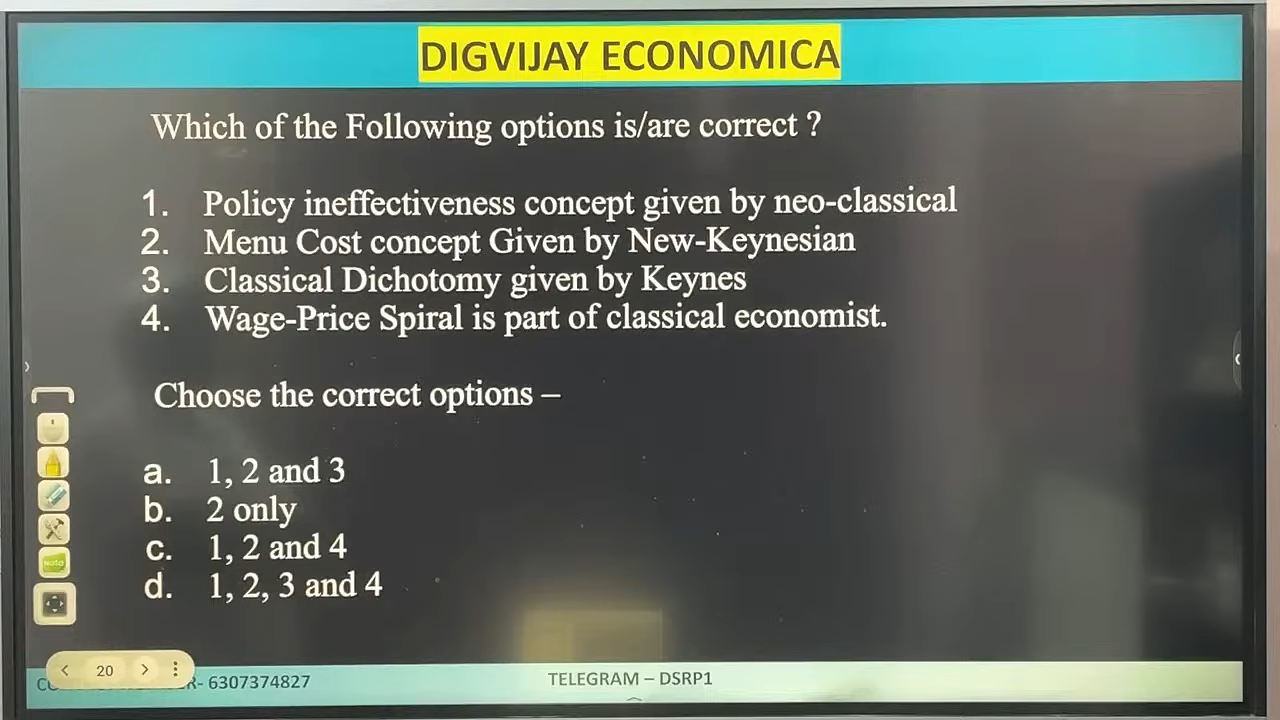 DIGVIJAY ECONOMICA
Which of the Following options is/are correct ?
1. Policy ineffectiveness concept given by neo-classical
2. Menu Cost concept Given by New-Keynesian
3. Classical Dichotomy given by Keynes
4. Wage-Price Spiral is part of classical economist.
Choose the correct options –
a. 1, 2 and 3
b. 2 only
c. 1, 2 and 4
d. 1, 2, 3 and 4
20
R- 6307374827
TELEGRAM – DSRP1